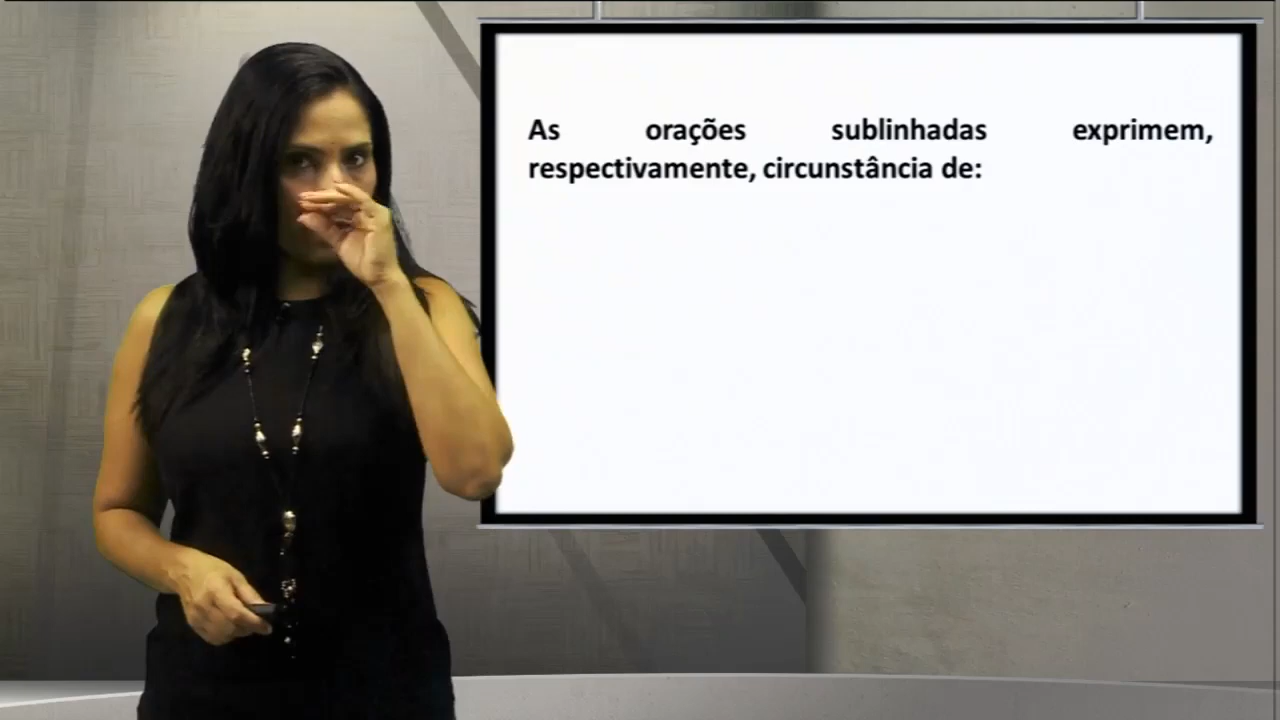 As orações sublinhadas exprimem,
respectivamente, circunstância de: